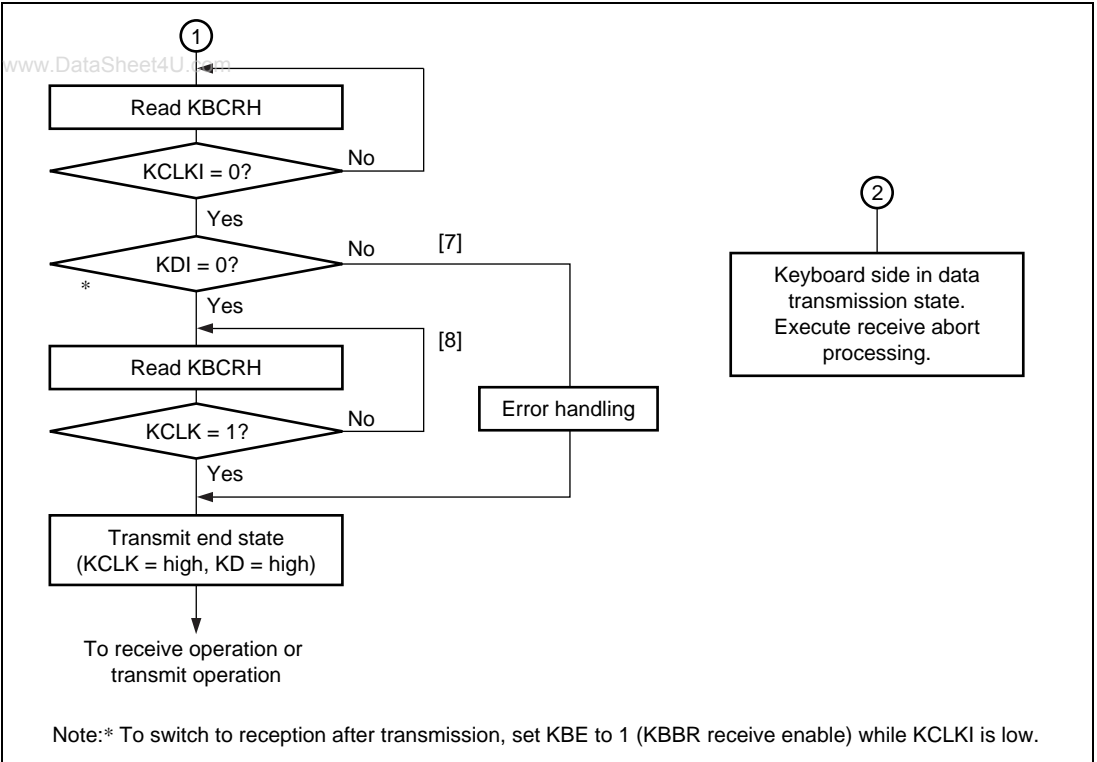 1
www.DataSheet4U.com
Read KBCRH
KCLKI = 0?
No
Yes
KDI = 0?
No
[7]
*
Yes
[8]
Read KBCRH
KCLK = 1?
No
Error handling
Yes
Transmit end state
(KCLK = high, KD = high)
To receive operation or
transmit operation
2
Keyboard side in data
transmission state.
Execute receive abort
processing.
Note:* To switch to reception after transmission, set KBE to 1 (KBBR receive enable) while KCLKI is low.